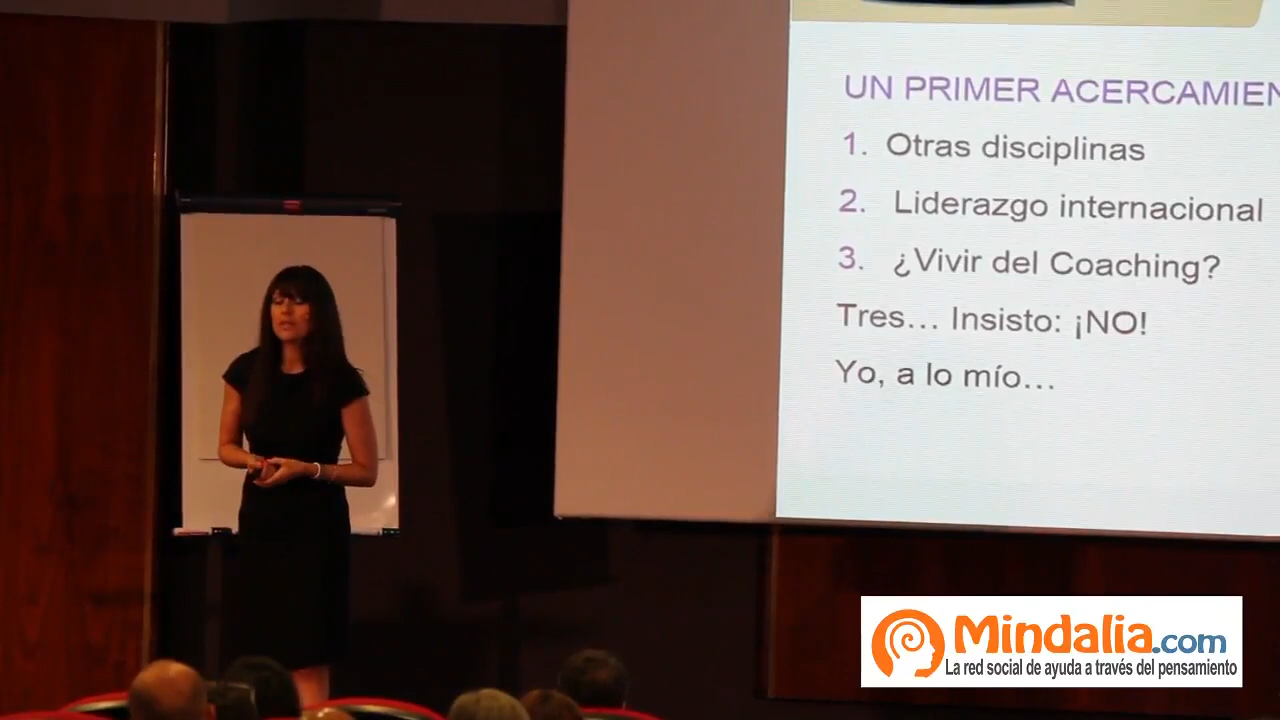 UN PRIMER
1. Otras disciplinas
2. Liderazgo internacional
3. ¿Vivir del Coaching?
Tres... Insisto: ¡NO!
Yo, a lo mío...
Mindalia.com
La red social de ayuda a través del pensamiento